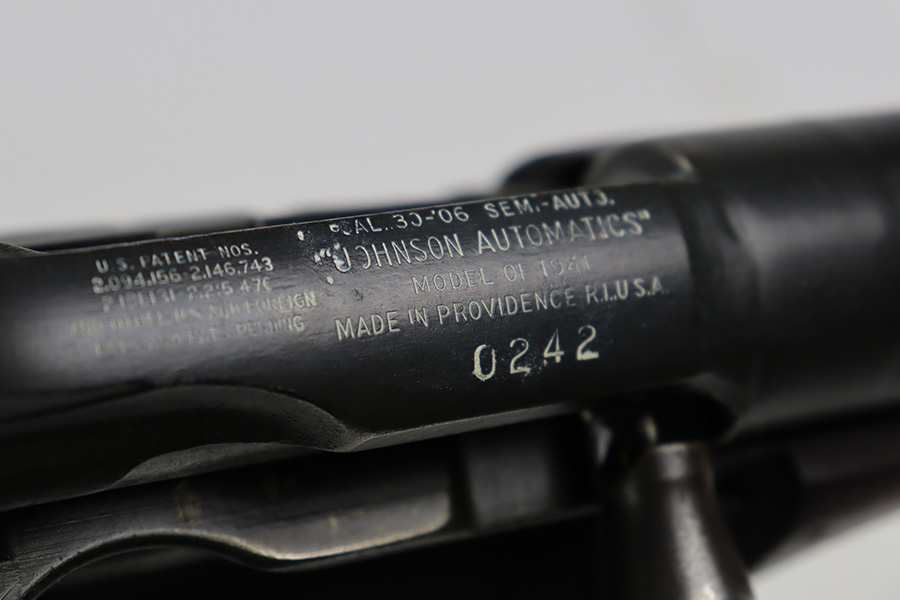 U.S. PATENT NOS.
2.094.156-2.146.743
FOREIGN
CAL. 30-'06 SEMI-AUTO.
"JOHNSON AUTOMATICS"
MODEL OF 1941
MADE IN PROVIDENCE R.I., U.S.A.
0242